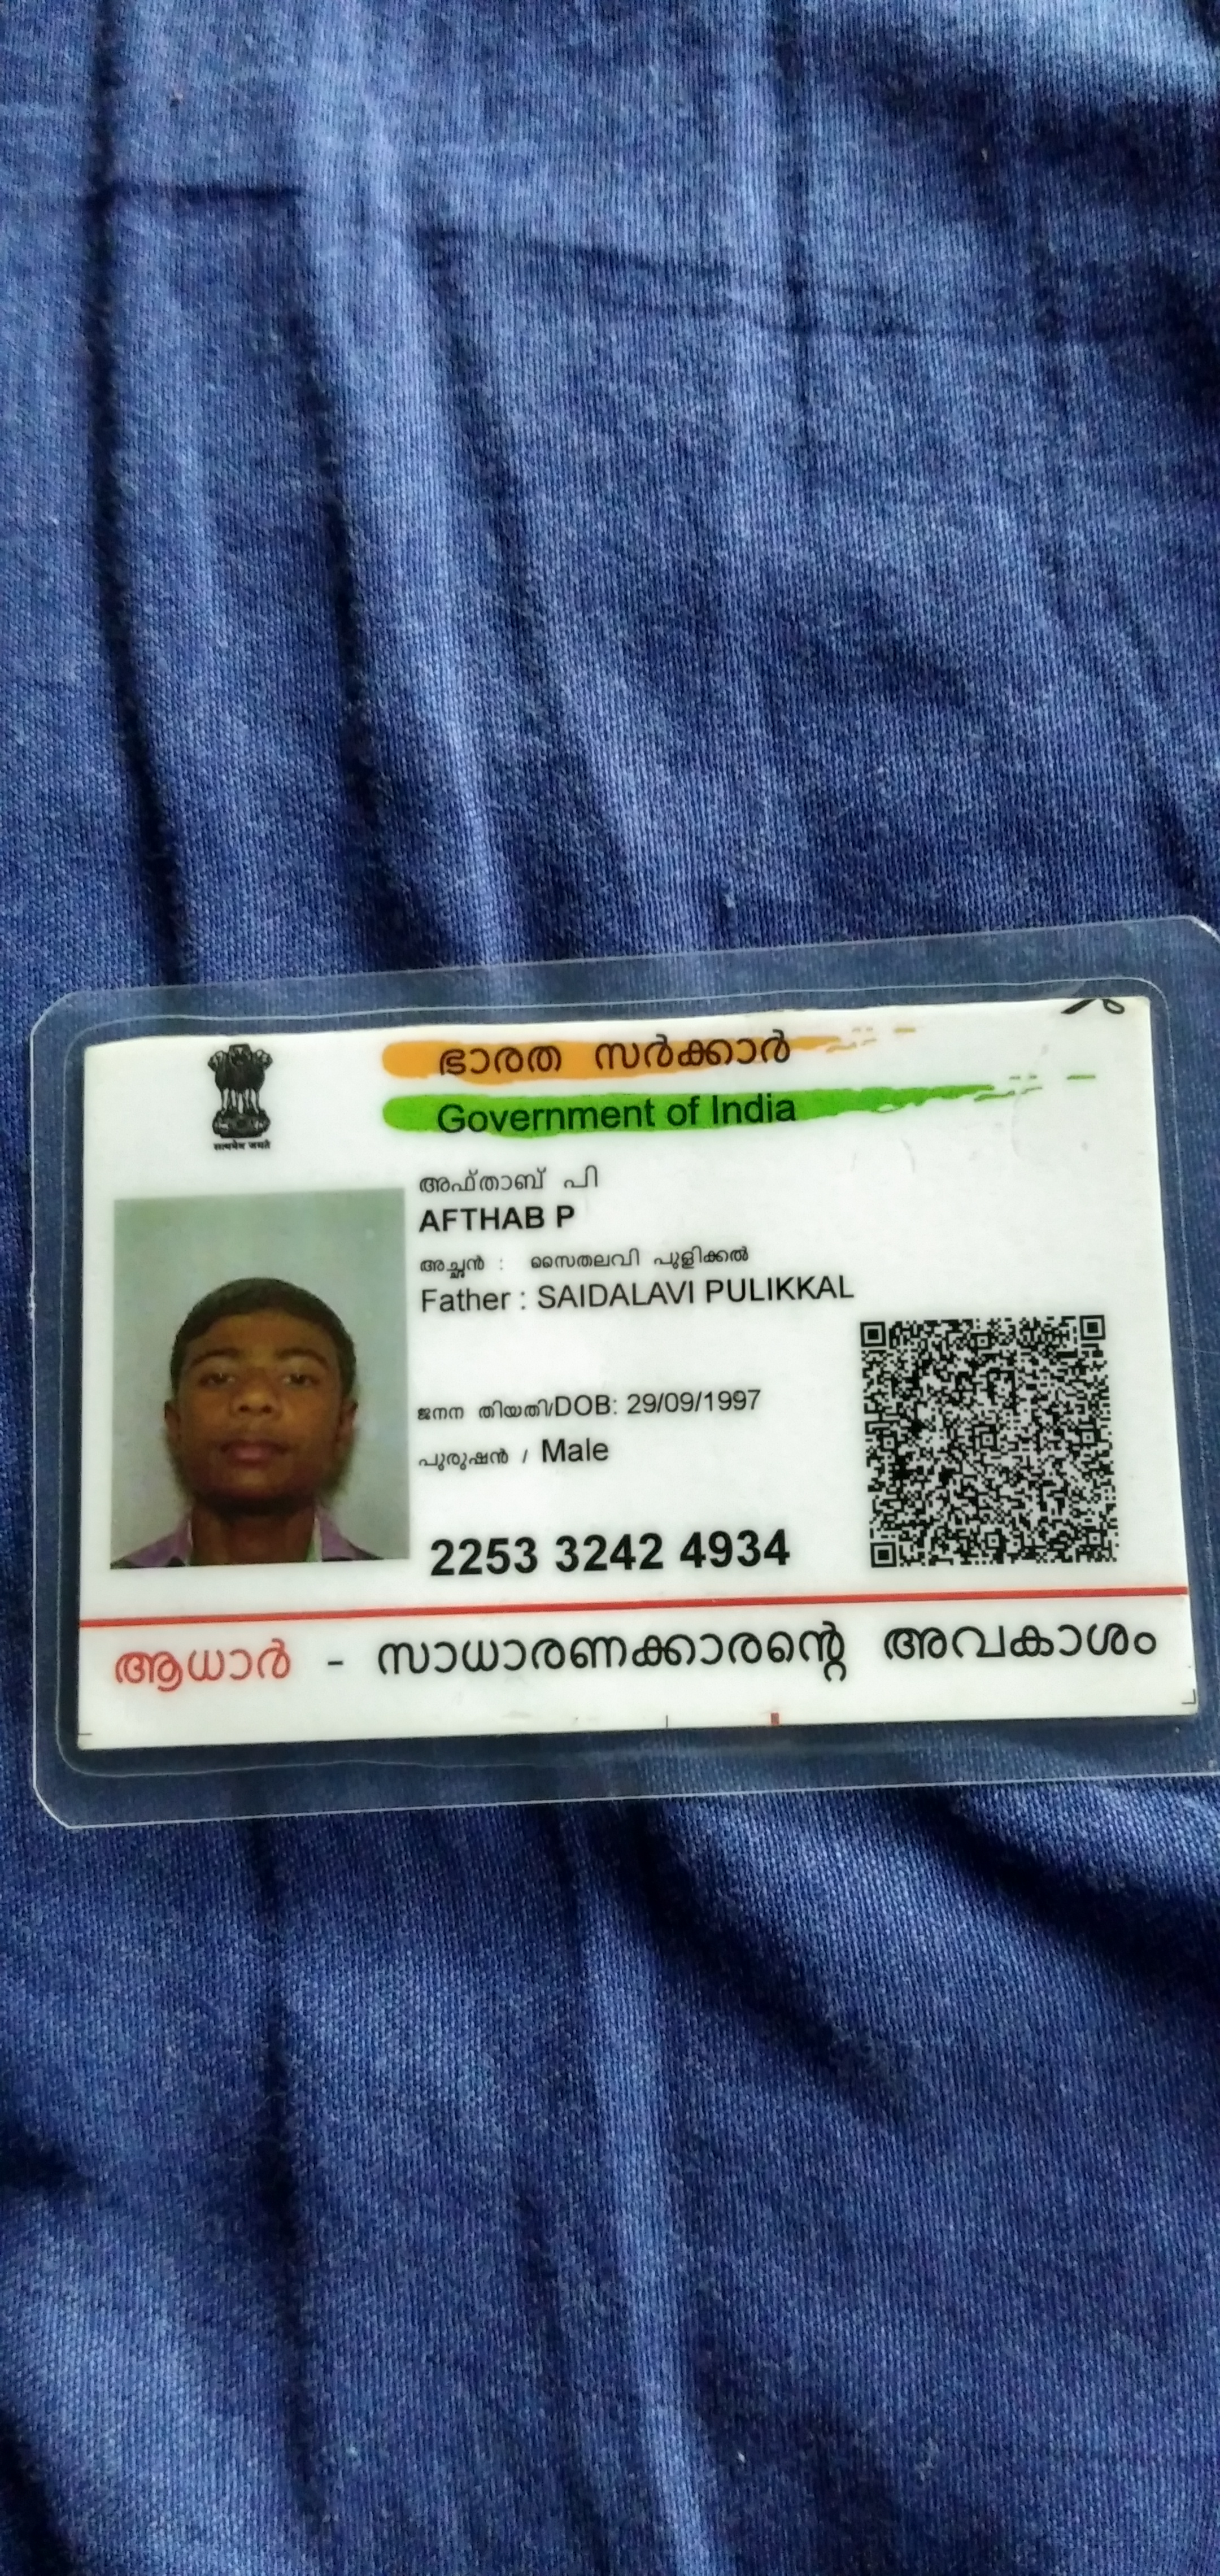 ഭാരത സർക്കാർ
Government of India
सत्यमेव जयते
അഫ്താബ് പി
AFTHAB P
അച്ഛൻ : സൈതലവി പുളിക്കൽ
Father : SAIDALAVI PULIKKAL
ജനന തിയതി/DOB: 29/09/1997
പുരുഷൻ / Male
2253 3242 4934
ആധാർ - സാധാരണക്കാരന്റെ അവകാശം